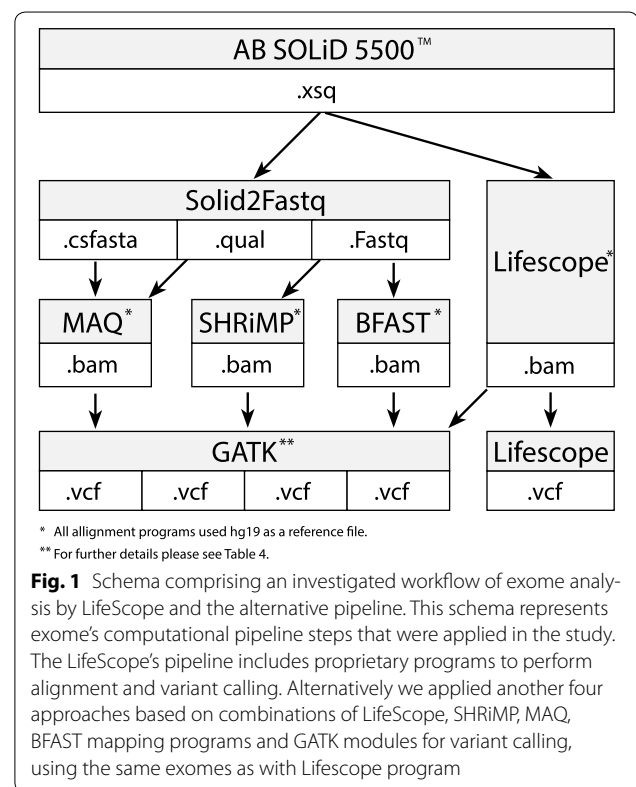 AB SOLiD 5500™
.xsq
Solid2Fastq
.csfasta .qual .Fastq
Lifescope*
MAQ* SHRiMP* BFAST*
.bam .bam .bam .bam
GATK** Lifescope
.vcf .vcf .vcf .vcf .vcf
* All allignment programs used hg19 as a reference file.
** For further details please see Table 4.
Fig. 1 Schema comprising an investigated workflow of exome analy-
sis by LifeScope and the alternative pipeline. This schema represents
exome's computational pipeline steps that were applied in the study.
The LifeScope's pipeline includes proprietary programs to perform
alignment and variant calling. Alternatively we applied another four
approaches based on combinations of LifeScope, SHRiMP, MAQ,
BFAST mapping programs and GATK modules for variant calling,
using the same exomes as with Lifescope program